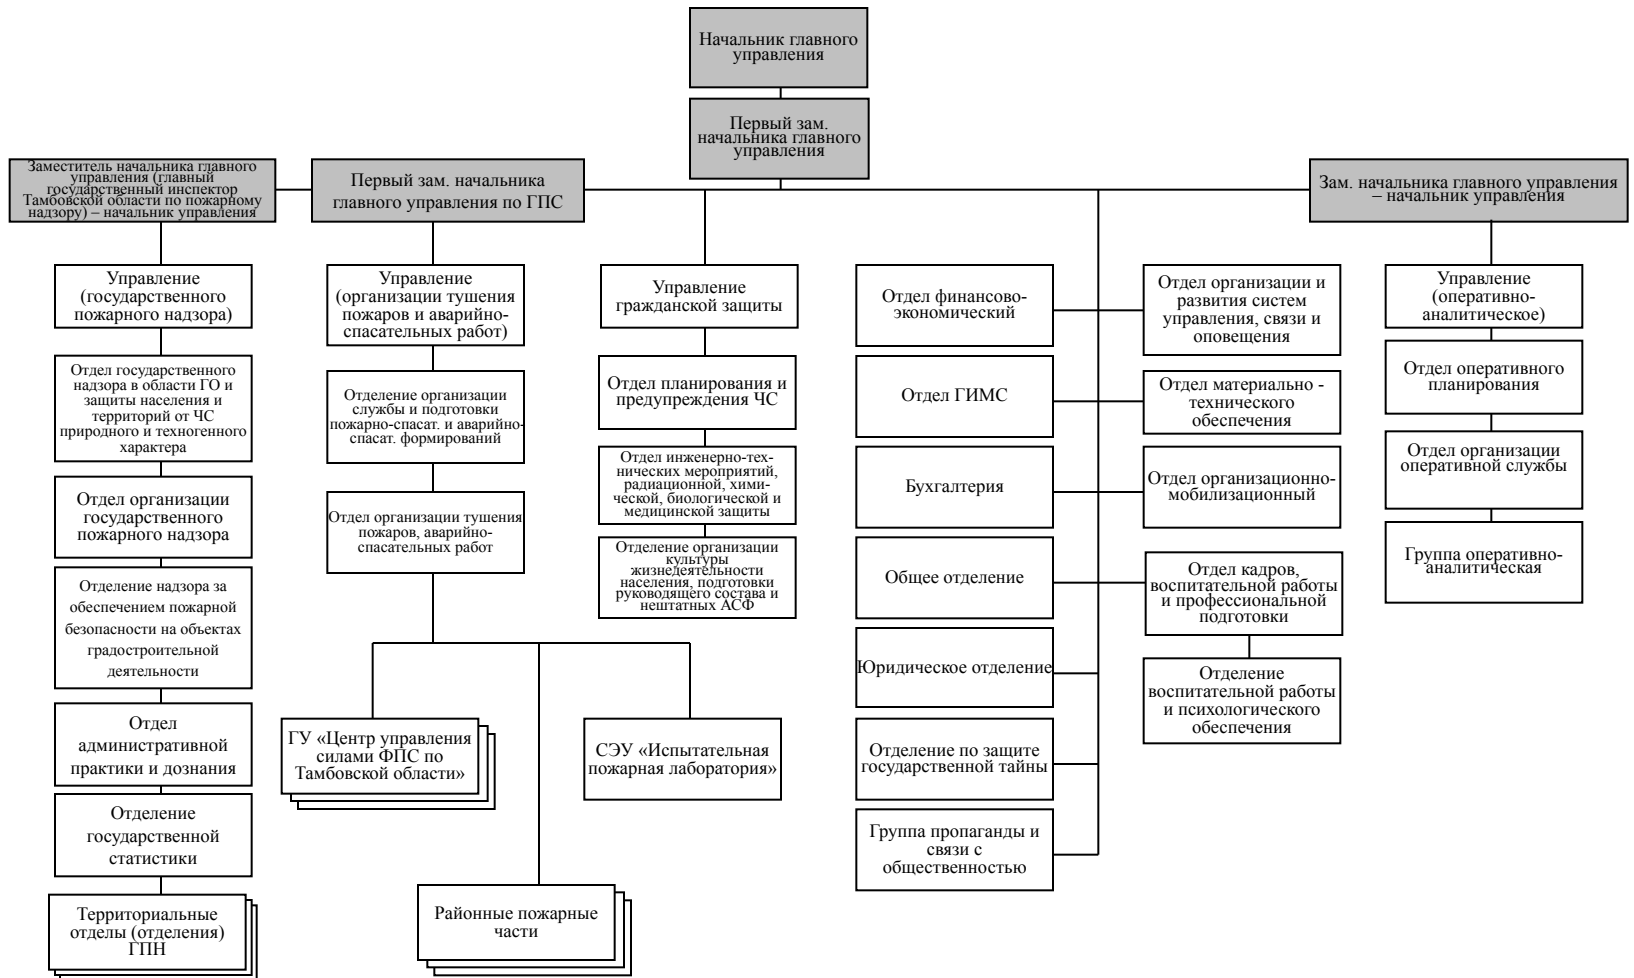 Начальник главного
управления
Первый зам.
начальника главного
управления
Заместитель начальника главного
управления (главный
государственный инспектор
Тамбовской области по пожарному
надзору) – начальник управления
Первый зам. начальника
главного управления по ГПС
Зам. начальника главного управления
– начальник управления
Управление
(государственного
пожарного надзора)
Отдел государственного
надзора в области ГО и
защиты населения и
территорий от ЧС
природного и техногенного
характера
Отдел организации
государственного
пожарного надзора
Отделение надзора за
обеспечением пожарной
безопасности на объектах
градостроительной
деятельности
Отдел
административной
практики и дознания
Отделение
государственной
статистики
Территориальные
отделы (отделения)
ГПН
Управление
(организации тушения
пожаров и аварийно-
спасательных работ)
Отделение организации
службы и подготовки
пожарно-спасат. и аварийно-
спасат. формирований
Отдел организации тушения
пожаров, аварийно-
спасательных работ
ГУ «Центр управления
силами ФПС по
Тамбовской области»
Районные пожарные
части
СЭУ «Испытательная
пожарная лаборатория»
Управление
гражданской защиты
Отдел планирования и
предупреждения ЧС
Отдел инженерно-тех-
нических мероприятий,
радиационной, хими-
ческой, биологической и
медицинской защиты
Отделение организации
культуры
жизнедеятельности
населения, подготовки
руководящего состава и
нештатных АСФ
Отдел финансово-
экономический
Отдел ГИМС
Бухгалтерия
Общее отделение
Юридическое отделение
Отделение по защите
государственной тайны
Группа пропаганды и
связи с
общественностью
Отдел организации и
развития систем
управления, связи и
оповещения
Отдел материально -
технического
обеспечения
Отдел организационно-
мобилизационный
Отдел кадров,
воспитательной работы
и профессиональной
подготовки
Отделение
воспитательной работы
и психологического
обеспечения
Управление
(оперативно-
аналитическое)
Отдел оперативного
планирования
Отдел организации
оперативной службы
Группа оперативно-
аналитическая